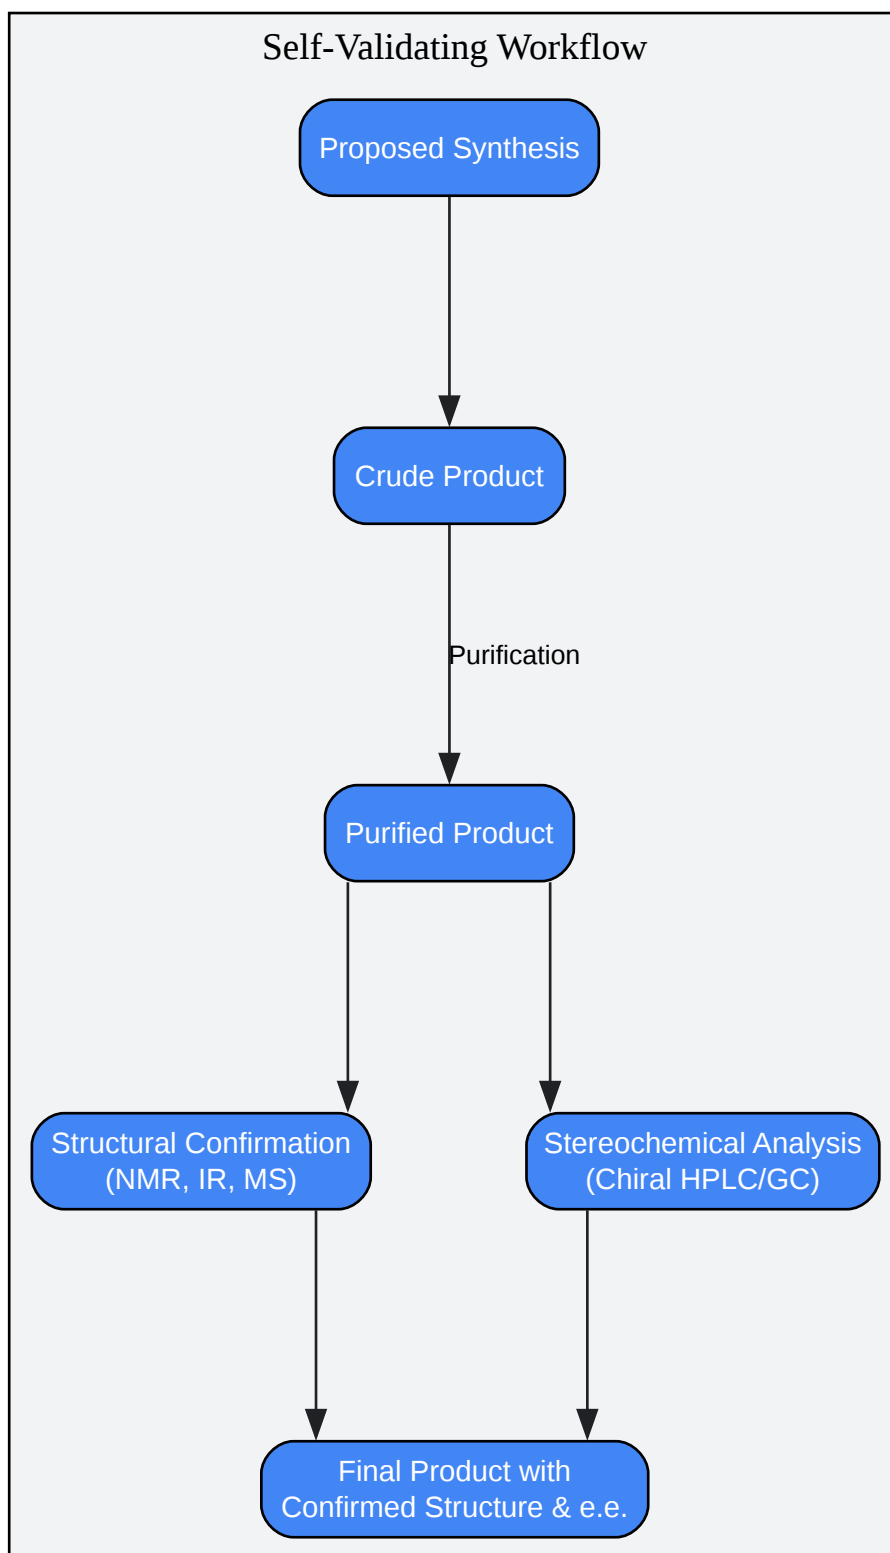 Self-Validating Workflow
Proposed Synthesis
Crude Product
Purification
Purified Product
Structural Confirmation
(NMR, IR, MS)
Stereochemical Analysis
(Chiral HPLC/GC)
Final Product with
Confirmed Structure & e.e.